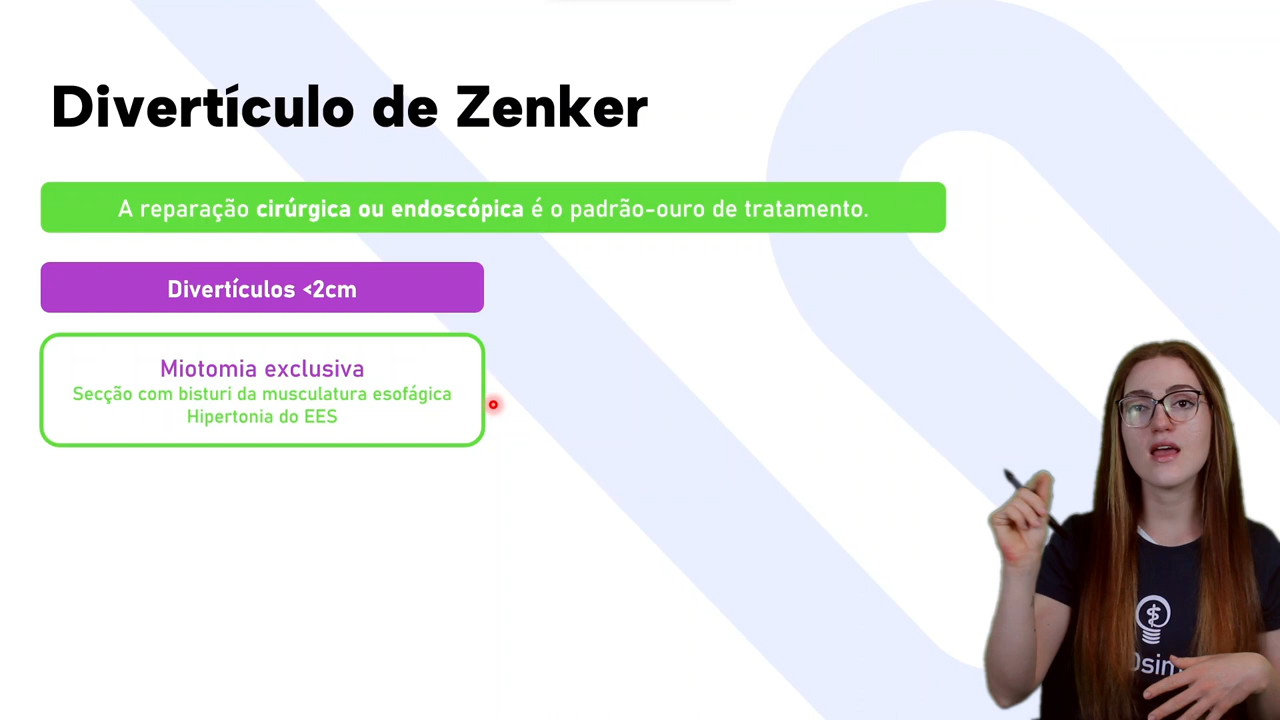 Divertículo de Zenker
A reparação cirúrgica ou endoscópica é o padrão-ouro de tratamento.
Divertículos <2cm
Miotomia exclusiva
Secção com bisturi da musculatura esofágica
Hipertonia do EES